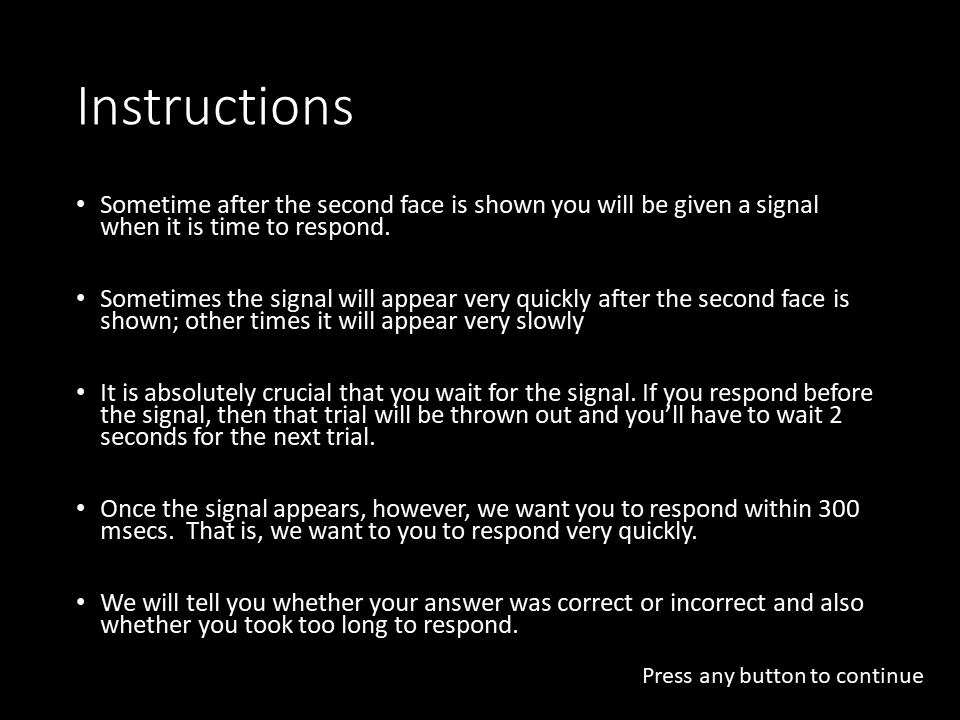 Instructions
• Sometime after the second face is shown you will be given a signal
when it is time to respond.
• Sometimes the signal will appear very quickly after the second face is
shown; other times it will appear very slowly
• It is absolutely crucial that you wait for the signal. If you respond before
the signal, then that trial will be thrown out and you’ll have to wait 2
seconds for the next trial.
• Once the signal appears, however, we want you to respond within 300
msecs.  That is, we want to you to respond very quickly.
• We will tell you whether your answer was correct or incorrect and also
whether you took too long to respond.
Press any button to continue